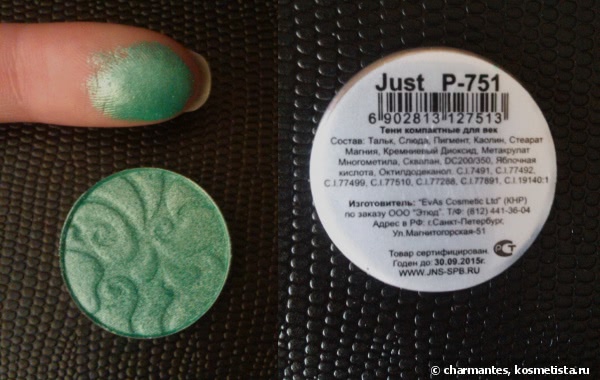 Just P-751
6 902813 127513
Тени компактные для век
Состав: Тальк, Слюда, Пигмент, Каолин, Стеарат
Магния, Кремниевый Диоксид, Метакрулат
Многометила, Сквалан, DC200/350, Яблочная
кислота, Октилдодеканол. C.I.7491, C.I.77492,
C.I.77499, C.I.77510, C.I.77288, C.I.77891, C.I.19140:1
Изготовитель: "EvAs Cosmetic Ltd" (КНР)
по заказу ООО "Этюд". Т/Ф: (812) 441-36-04
Адрес в РФ: г.Санкт-Петербург,
Ул.Магнитогорская-51
Товар сертифицирован.
Годен до: 30.09.2015г.
WWW.JNS-SPB.RU
© charmantes, kosmetista.ru